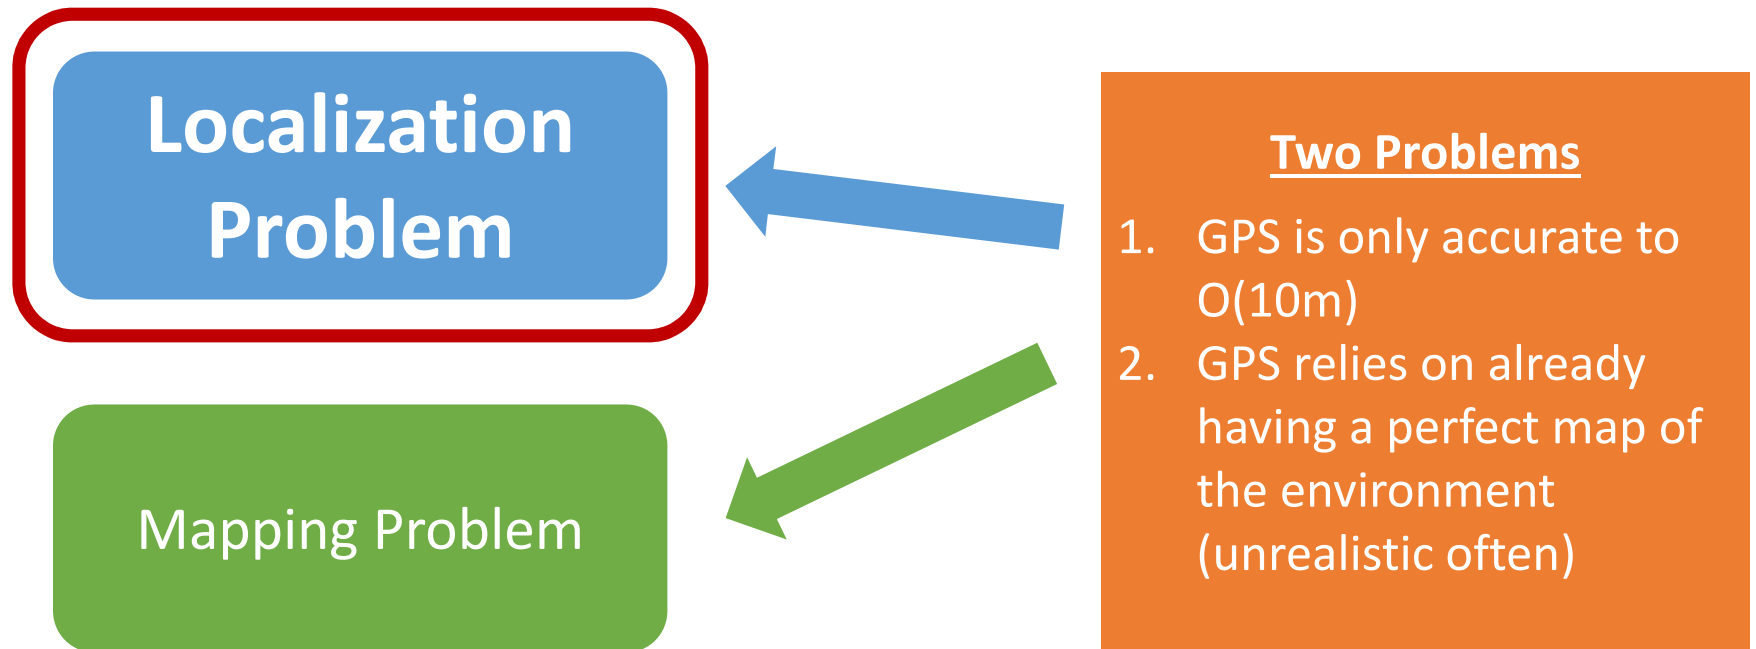 Localization
Problem
Mapping Problem
Two Problems
1. GPS is only accurate to
O(10m)
2. GPS relies on already
having a perfect map of
the environment
(unrealistic often)